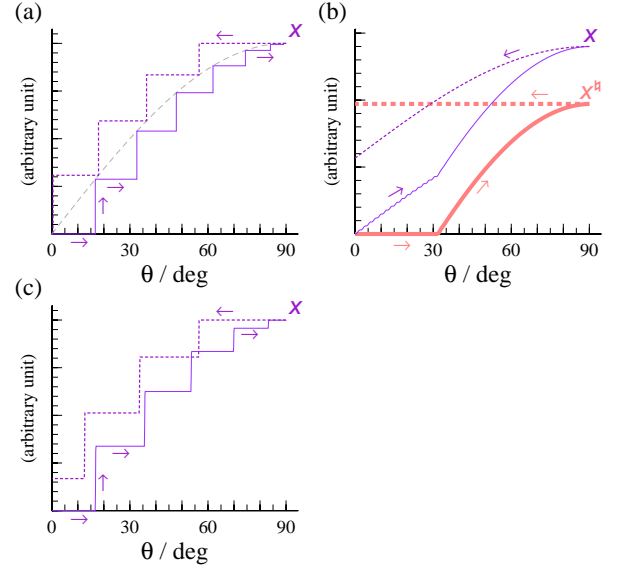 (a)
x
(arbitrary unit)
0 30 60 90
θ / deg
(b)
x
x♮
(arbitrary unit)
0 30 60 90
θ / deg
(c)
x
(arbitrary unit)
0 30 60 90
θ / deg